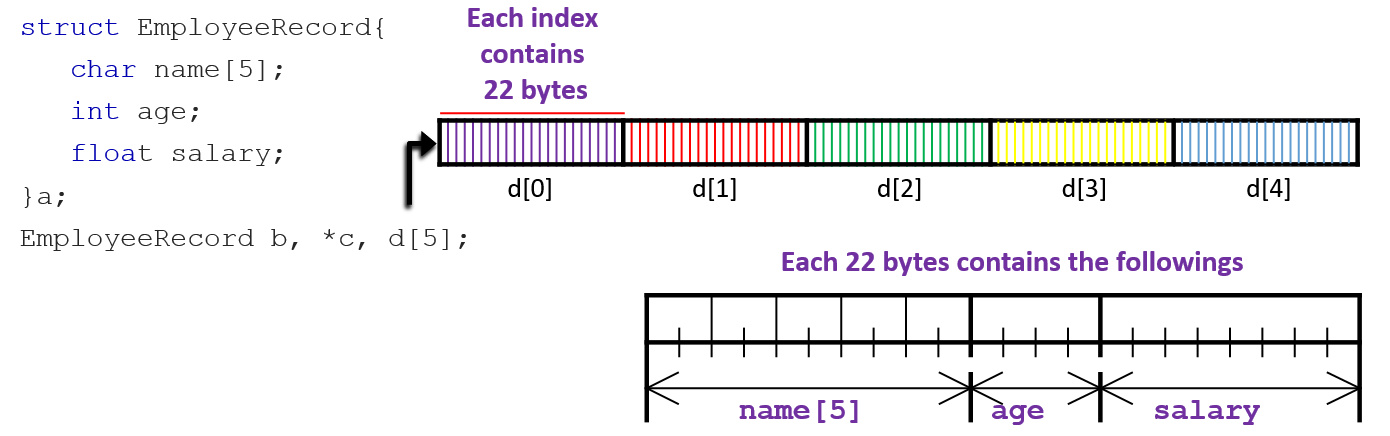 struct EmployeeRecord{
char name[5];
int age;
float salary;
}a;
EmployeeRecord b, *c, d[5];
Each index
contains
22 bytes
d[0] d[1] d[2] d[3] d[4]
Each 22 bytes contains the followings
name[5] age salary